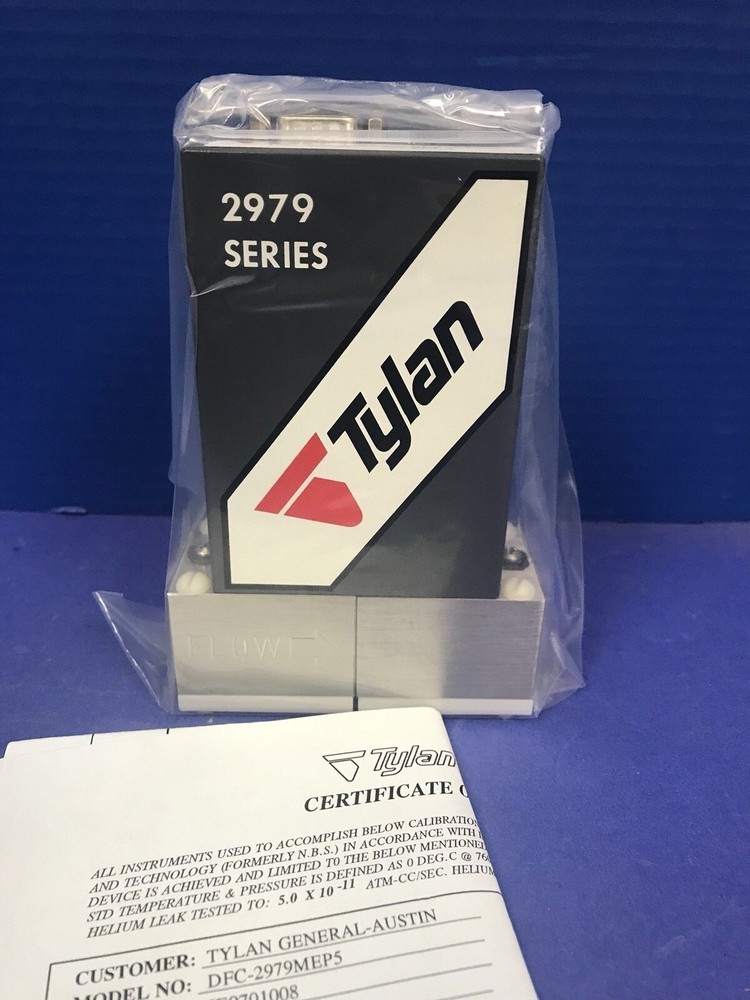 2979
SERIES
Tylan
FLOW
Tylan
CERTIFICATE
ALL INSTRUMENTS USED TO ACCOMPLISH BELOW
AND TECHNOLOGY (FORMERLY N.B.S.) IN ACCORDANCE WITH
DEVICE IS ACHIEVED AND LIMITED TO THE BELOW
STD TEMPERATURE & PRESSURE IS DEFINED AS 0 DEG.C @
HELIUM LEAK TESTED TO: 5.0 X 10 -11 ATM-CC/SEC. HELIUM
CUSTOMER: TYLAN GENERAL-AUSTIN
MODEL NO: DFC-2979MEP5